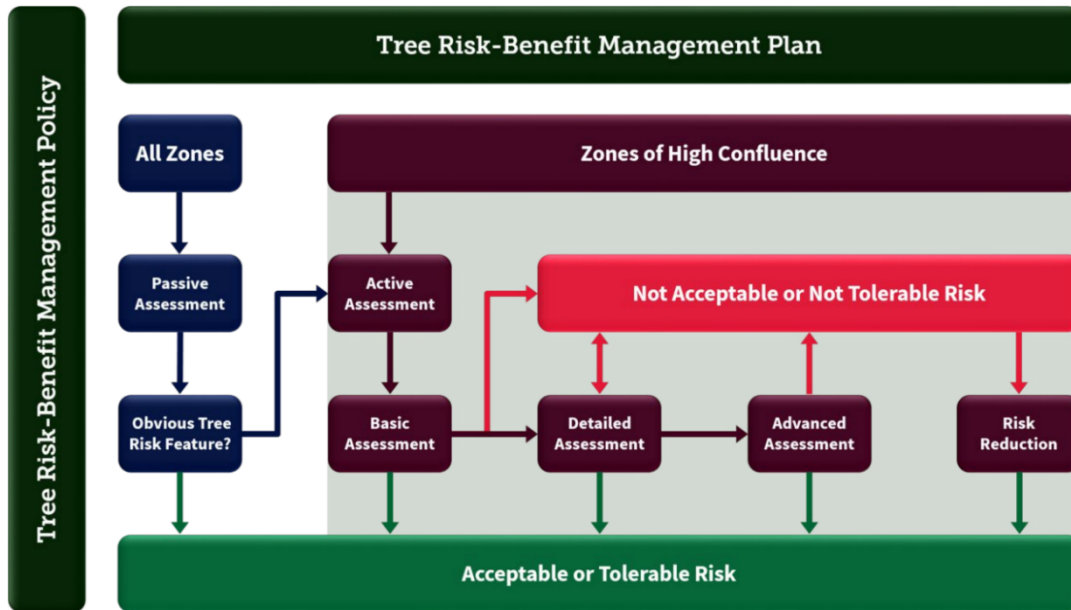 Tree Risk-Benefit Management Policy
Tree Risk-Benefit Management Plan
All Zones
Zones of High Confluence
Passive
Assessment
Active
Assessment
Not Acceptable or Not Tolerable Risk
Obvious Tree
Risk Feature?
Basic
Assessment
Detailed
Assessment
Advanced
Assessment
Risk
Reduction
Acceptable or Tolerable Risk